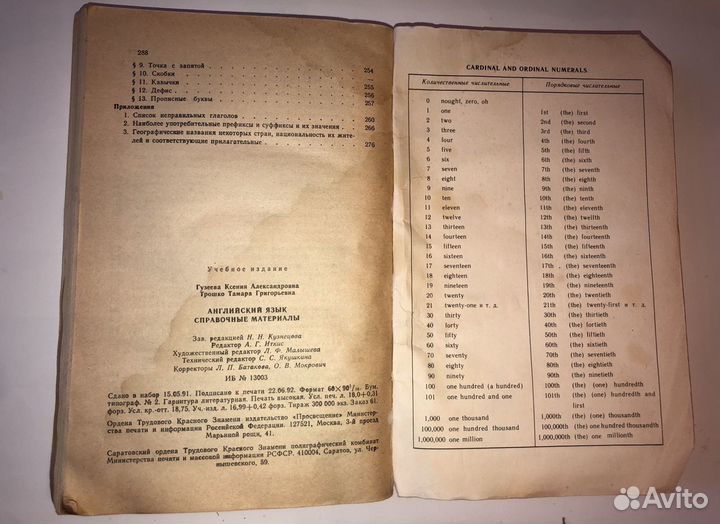 288
§ 9. Точка с запятой . . . 254
§ 10. Скобки . . .
§ 11. Кавычки . . . 255
§ 12. Дефис . . . 256
§ 13. Прописные буквы . . . 257
Приложения
1. Список неправильных глаголов . . . 260
2. Наиболее употребительные префиксы и суффиксы и их значения . . 266
3. Географические названия некоторых стран, национальность их жите-
лей и соответствующие прилагательные . . . 276
Учебное издание
Гузеева Ксения Александровна
Трошко Тамара Григорьевна
АНГЛИЙСКИЙ ЯЗЫК
СПРАВОЧНЫЕ МАТЕРИАЛЫ
Зав. редакцией Н. Н. Кузнецова
Редактор А. Г. Иткис
Художественный редактор Л. Ф. Малышева
Технический редактор С. С. Якушкина
Корректоры Л. П. Батакова, О. В. Мокрович
ИБ № 13003
Сдано в набор 15.05.91. Подписано к печати 22.06.92. Формат 60×90¹/₁₆. Бум.
типограф. № 2. Гарнитура литературная. Печать высокая. Усл. печ. л. 18,0+0,31
форз. Усл. кр.-отт. 18,75. Уч.-изд. л. 16,99+0,42 форз. Тираж 300 000 экз. Заказ 61.
Ордена Трудового Красного Знамени издательство «Просвещение» Министер-
ства печати и информации Российской Федерации. 127521, Москва, 3-й проезд
Марьиной рощи, 41.
Саратовский ордена Трудового Красного Знамени полиграфический комбинат
Министерства печати и массовой информации РСФСР. 410004, Саратов, ул. Чер-
нышевского, 59.
CARDINAL AND ORDINAL NUMERALS
Количественные числительные Порядковые числительные
0 nought, zero, oh
1 one 1st (the) first
2 two 2nd (the) second
3 three 3rd (the) third
4 four 4th (the) fourth
5 five 5th (the) fifth
6 six 6th (the) sixth
7 seven 7th (the) seventh
8 eight 8th (the) eighth
9 nine 9th (the) ninth
10 ten 10th (the) tenth
11 eleven 11th (the) eleventh
12 twelve 12th (the) twelfth
13 thirteen 13th (the) thirteenth
14 fourteen 14th (the) fourteenth
15 fifteen 15th (the) fifteenth
16 sixteen 16th (the) sixteenth
17 seventeen 17th (the) seventeenth
18 eighteen 18th (the) eighteenth
19 nineteen 19th (the) nineteenth
20 twenty 20th (the) twentieth
21 twenty-one и т. д. 21th (the) twenty-first и т. д.
30 thirty 30th (the) thirtieth
40 forty 40th (the) fortieth
50 fifty 50th (the) fiftieth
60 sixty 60th (the) sixtieth
70 seventy 70th (the) seventieth
80 eighty 80th (the) eightieth
90 ninety 90th (the) ninetieth
100 one hundred (a hundred) 100th (the) (one) hundredth
101 one hundred and one 101th (the) (one) hundredth and
first
1,000 one thousand 1,000th (the) (one) thousandth
100,000 one hundred thousand 100,000th (the) one hundred thousandth
1,000,000 one million 1,000,000th (the) one millionth
Avito